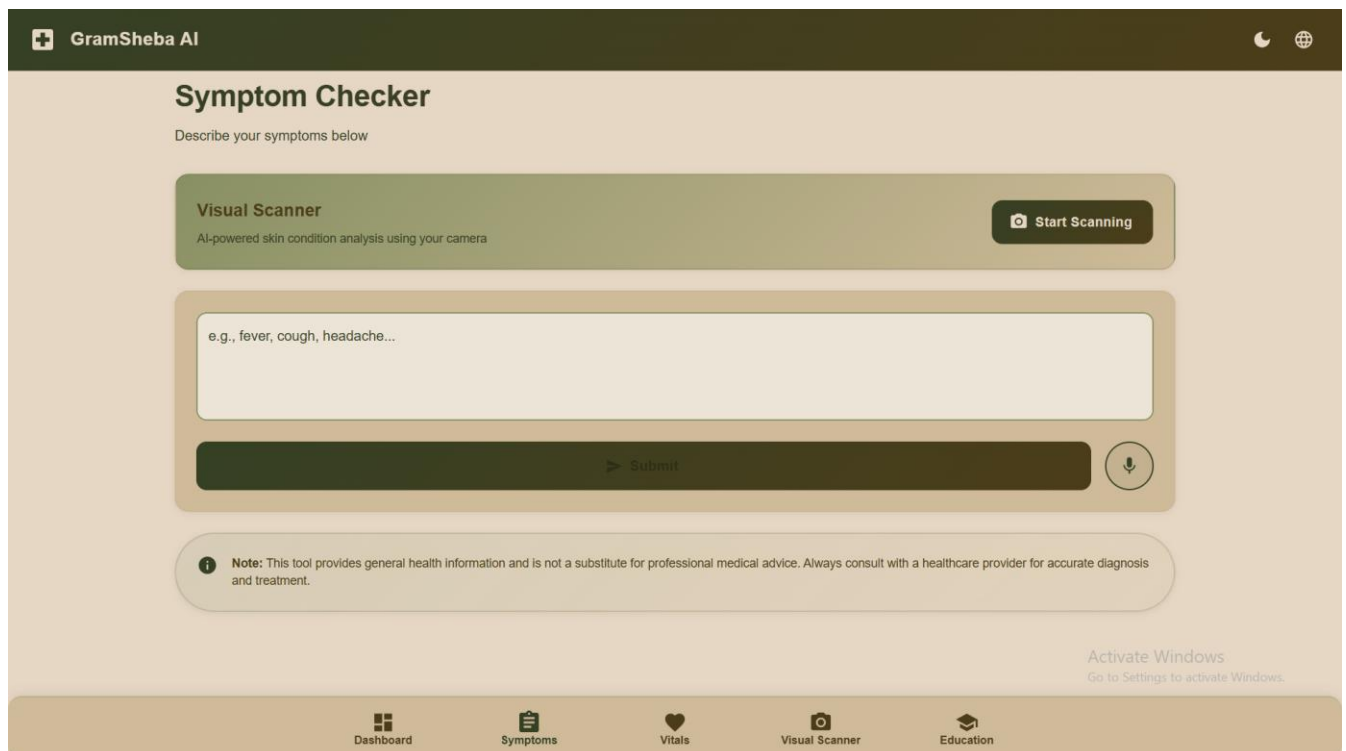 GramSheba AI
Symptom Checker
Describe your symptoms below
Visual Scanner
AI-powered skin condition analysis using your camera
Start Scanning
e.g., fever, cough, headache...
Submit
Note: This tool provides general health information and is not a substitute for professional medical advice. Always consult with a healthcare provider for accurate diagnosis
and treatment.
Activate Windows
Go to Settings to activate Windows.
Dashboard
Symptoms
Vitals
Visual Scanner
Education